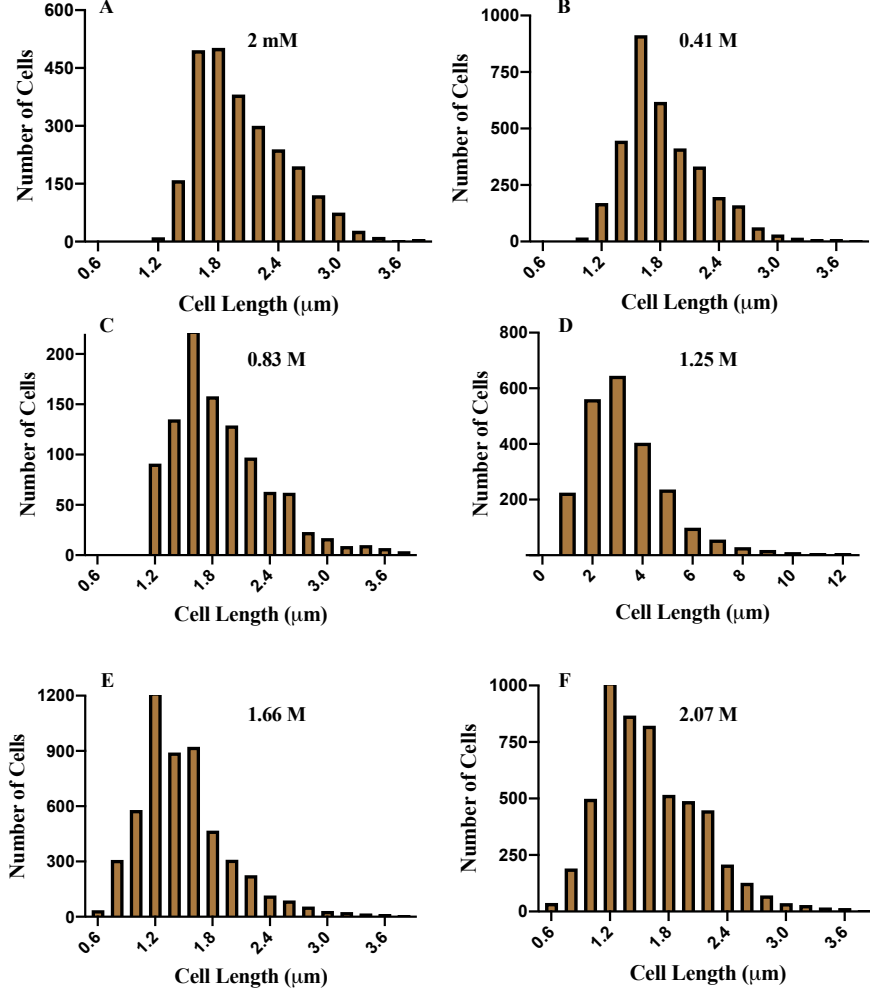 A
2 mM
Number of Cells
600
450
300
150
0
0.6
1.2
1.8
2.4
3.0
3.6
Cell Length (μm)
B
0.41 M
Number of Cells
1000
750
500
250
0
0.6
1.2
1.8
2.4
3.0
3.6
Cell Length (μm)
C
0.83 M
Number of Cells
200
150
100
50
0
0.6
1.2
1.8
2.4
3.0
3.6
Cell Length (μm)
D
1.25 M
Number of Cells
800
600
400
200
0
2
4
6
8
10
12
Cell Length (μm)
E
1.66 M
Number of Cells
1200
900
600
300
0
0.6
1.2
1.8
2.4
3.0
3.6
Cell Length (μm)
F
2.07 M
Number of Cells
1000
750
500
250
0
0.6
1.2
1.8
2.4
3.0
3.6
Cell Length (μm)